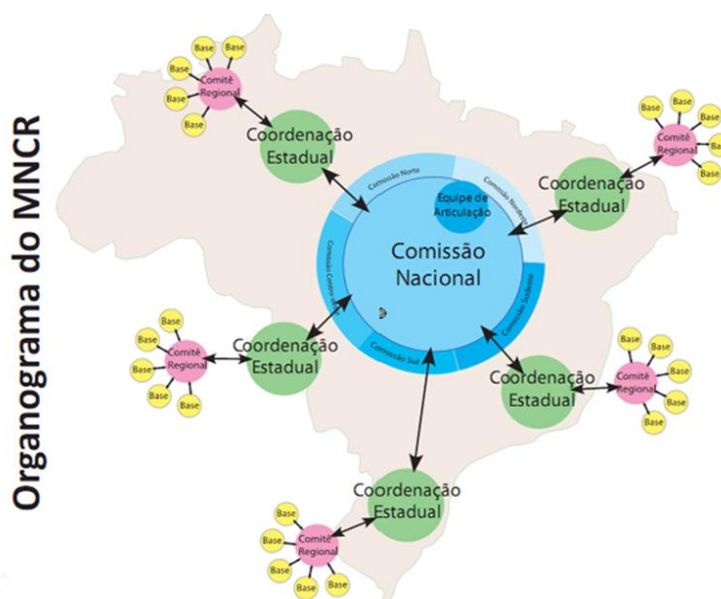 Organograma do MNCR
Base
Base
Base
Base
Base
Comitê
Regional
Coordenação
Estadual
Base
Base
Base
Base
Base
Comitê
Regional
Coordenação
Estadual
Comissão Norte
Comissão Nordeste
Equipe de
Articulação
Comissão
Nacional
Comissão Centro-oeste
Comissão Sul
Comissão Sudeste
Base
Base
Base
Base
Base
Comitê
Regional
Coordenação
Estadual
Coordenação
Estadual
Base
Base
Base
Base
Base
Comitê
Regional
Coordenação
Estadual
Base
Base
Base
Base
Base
Comitê
Regional